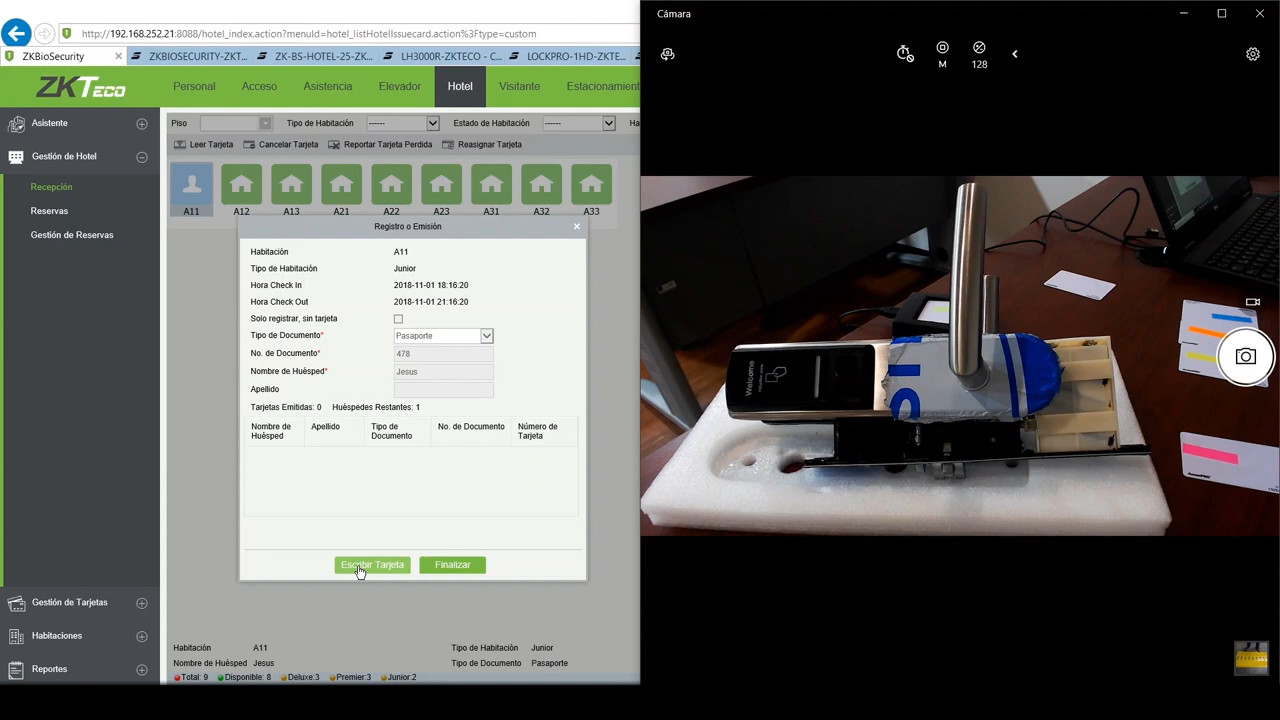 http://192.168.252.21:8088/hotel_index.action?menuId=hotel_listHotelIssuecard.action%3Ftype=custom
ZKBioSecurity
ZKBIOSECURITY-ZKT...
ZK-BS-HOTEL-25-ZK...
LH3000R-ZKTECO - C...
LOCKPRO-1HD-ZKTE...
ZKTECO
Personal
Acceso
Asistencia
Elevador
Hotel
Visitante
Estacionamient
Asistente
Gestión de Hotel
Recepción
Reservas
Gestión de Reservas
Gestión de Tarjetas
Habitaciones
Reportes
Piso
Tipo de Habitación
------
Estado de Habitación
------
Ha
Leer Tarjeta
Cancelar Tarjeta
Reportar Tarjeta Perdida
Reasignar Tarjeta
A11 A12 A13 A21 A22 A23 A31 A32 A33
Registro o Emisión
Habitación A11
Tipo de Habitación Junior
Hora Check In 2018-11-01 18:16:20
Hora Check Out 2018-11-01 21:16:20
Solo registrar, sin tarjeta
Tipo de Documento* Pasaporte
No. de Documento* 478
Nombre de Huésped* Jesus
Apellido
Tarjetas Emitidas: 0 Huéspedes Restantes: 1
Nombre de Huésped
Apellido
Tipo de Documento
No. de Documento
Número de Tarjeta
Escribir Tarjeta
Finalizar
Habitación A11
Tipo de Habitación Junior
Nombre de Huésped Jesus
Tipo de Documento Pasaporte
Total: 9 Disponible: 8 Deluxe:3 Premier:3 Junior:2
Cámara
M
128
Welcome